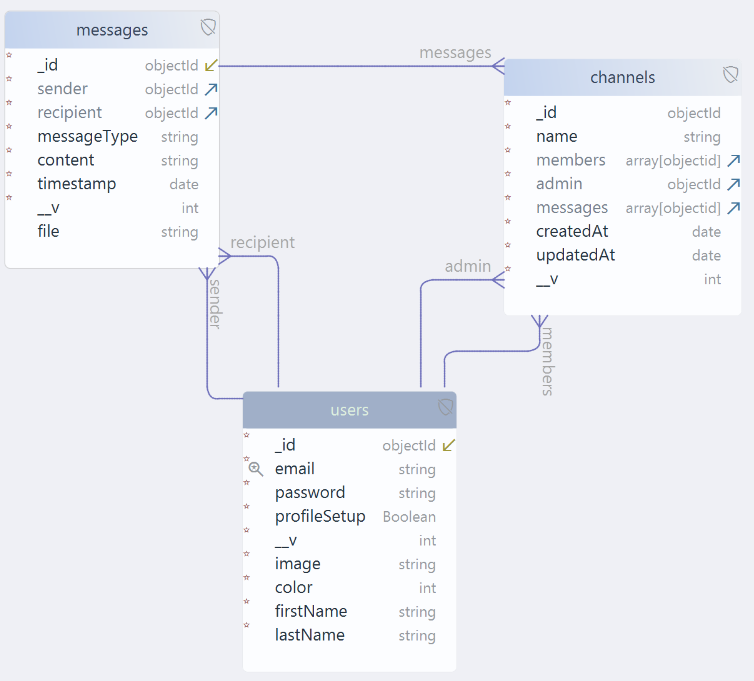 messages
_id objectId
sender objectId
recipient objectId
messageType string
content string
timestamp date
__v int
file string
messages
channels
_id objectId
name string
members array[objectid]
admin objectId
messages array[objectid]
createdAt date
updatedAt date
__v int
recipient
sender
admin
members
users
_id objectId
email string
password string
profileSetup Boolean
__v int
image string
color int
firstName string
lastName string